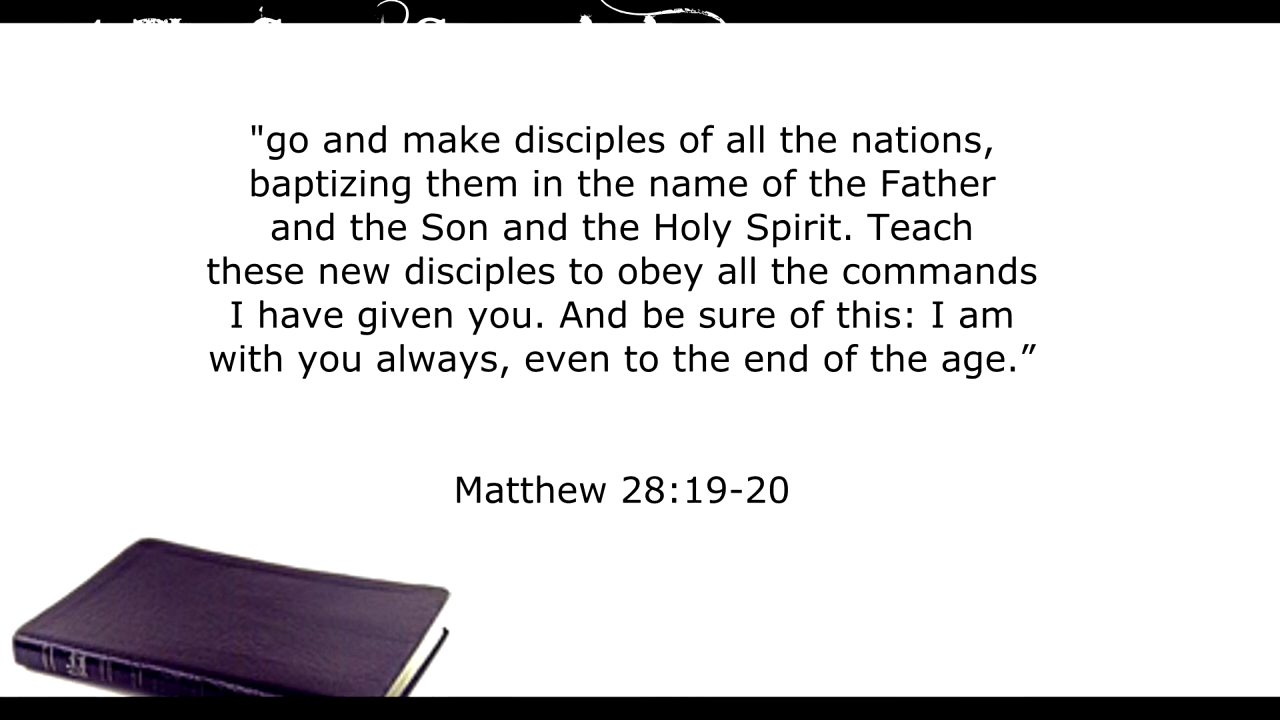 "go and make disciples of all the nations,
baptizing them in the name of the Father
and the Son and the Holy Spirit. Teach
these new disciples to obey all the commands
I have given you. And be sure of this: I am
with you always, even to the end of the age.”
Matthew 28:19-20